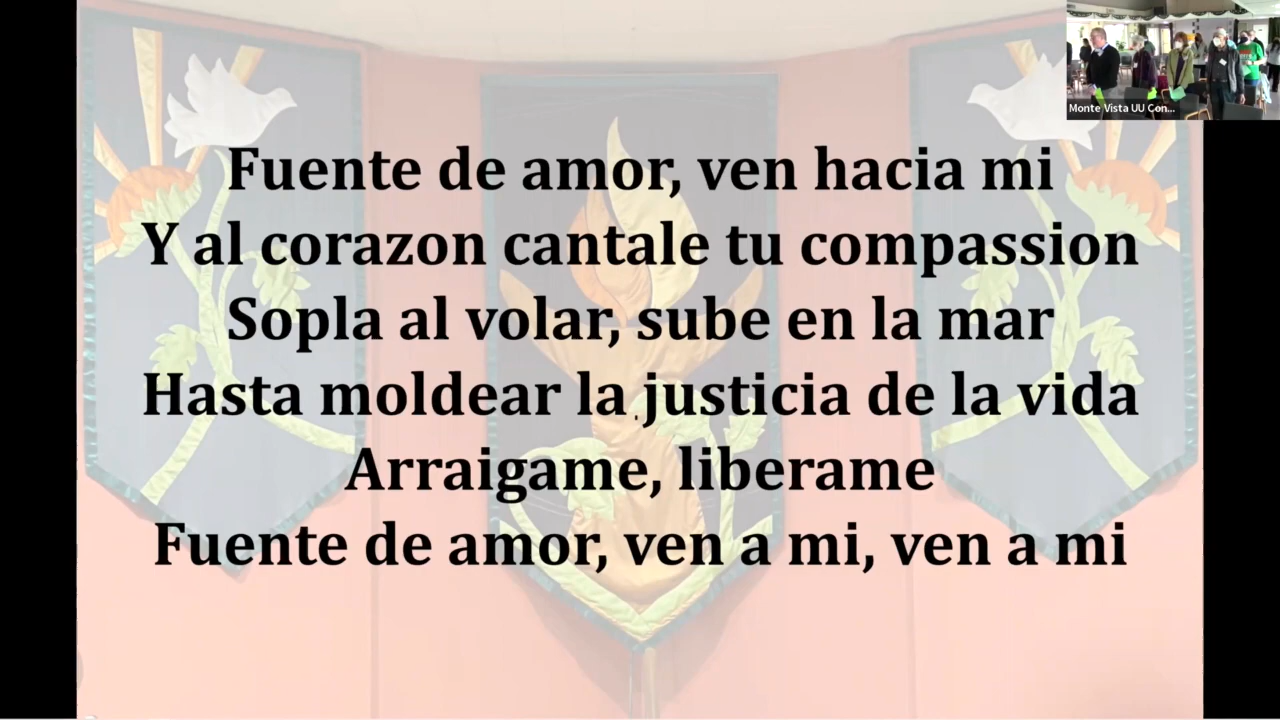 Monte Vista UU Con...
Fuente de amor, ven hacia mi
Y al corazon cantale tu compassion
Sopla al volar, sube en la mar
Hasta moldear la justicia de la vida
Arraigame, liberame
Fuente de amor, ven a mi, ven a mi